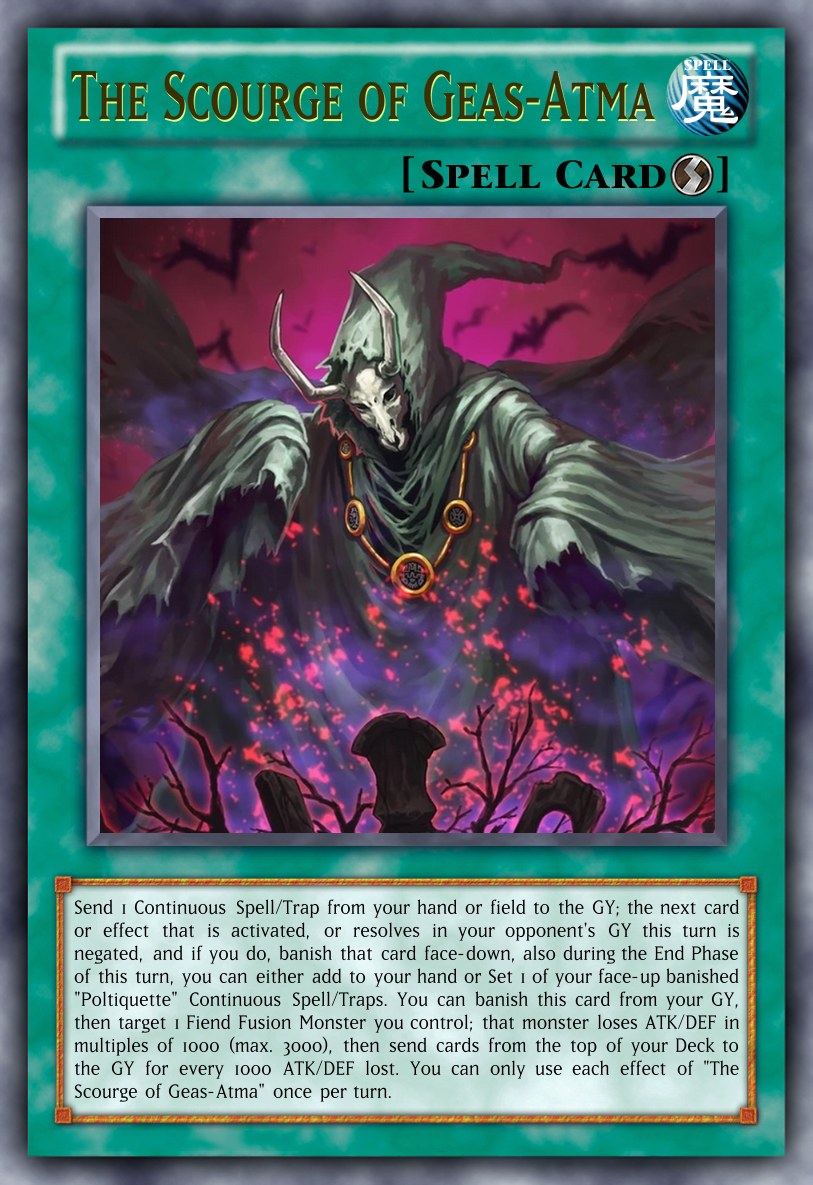 THE SCOURGE OF GEAS-ATMA
SPELL
魔
[SPELL CARD]
Send 1 Continuous Spell/Trap from your hand or field to the GY; the next card
or effect that is activated, or resolves in your opponent's GY this turn is
negated, and if you do, banish that card face-down, also during the End Phase
of this turn, you can either add to your hand or Set 1 of your face-up banished
"Poltiquette" Continuous Spell/Traps. You can banish this card from your GY,
then target 1 Fiend Fusion Monster you control; that monster loses ATK/DEF in
multiples of 1000 (max. 3000), then send cards from the top of your Deck to
the GY for every 1000 ATK/DEF lost. You can only use each effect of "The
Scourge of Geas-Atma" once per turn.